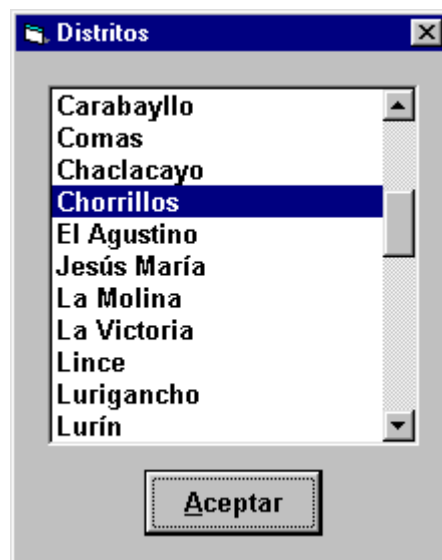 Distritos
Carabayllo
Comas
Chaclacayo
Chorrillos
El Agustino
Jesús María
La Molina
La Victoria
Lince
Lurigancho
Lurín
Aceptar